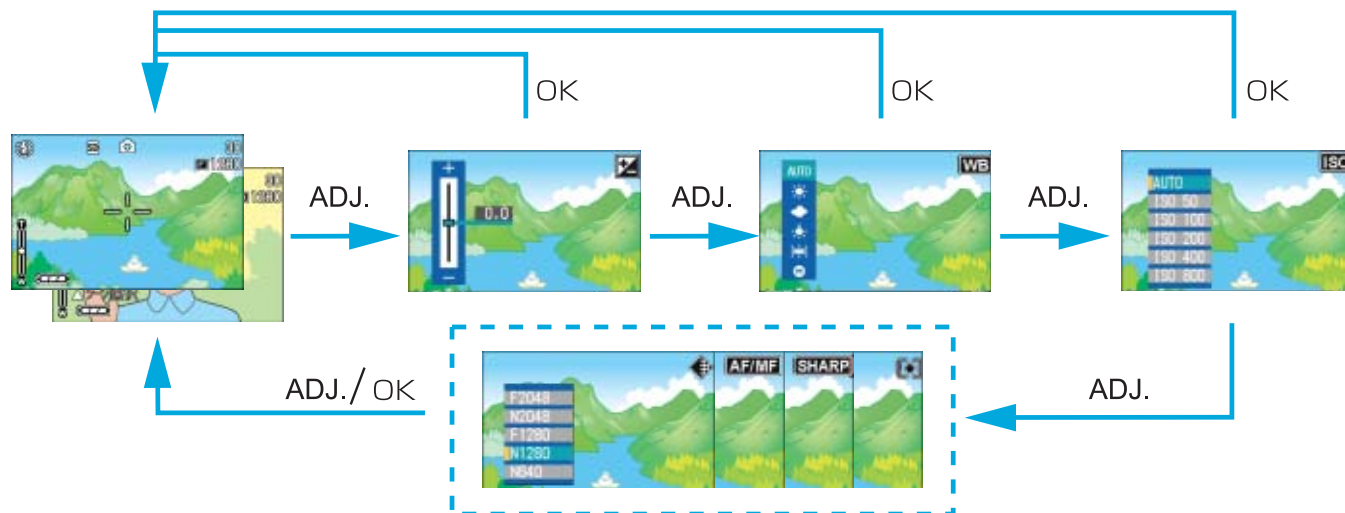 OK
OK
OK
1280
ADJ.
0.0
ADJ.
WB
AUTO
ADJ.
ISO
AUTO
ISO 50
ISO 100
ISO 200
ISO 400
ISO 800
ADJ./OK
F2048
N2048
F1280
N1280
N640
AF/MF
SHARP
ADJ.